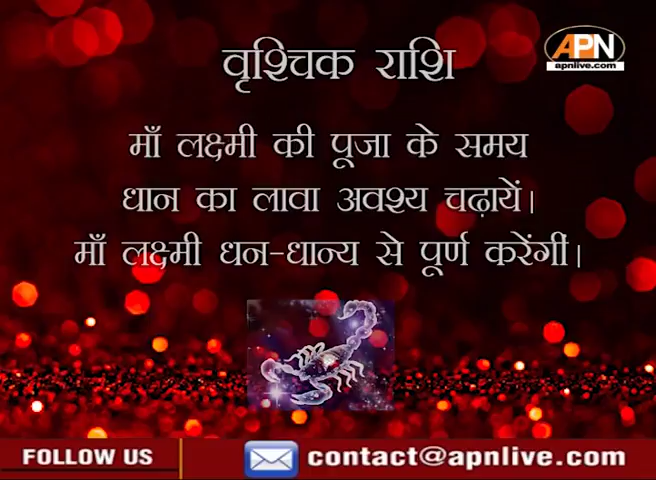 वृश्चिक राशि
APN
apnlive.com
माँ लक्ष्मी की पूजा के समय
धान का लावा अवश्य चढ़ायें।
माँ लक्ष्मी धन-धान्य से पूर्ण करेंगीं।
FOLLOW US
contact@apnlive.com